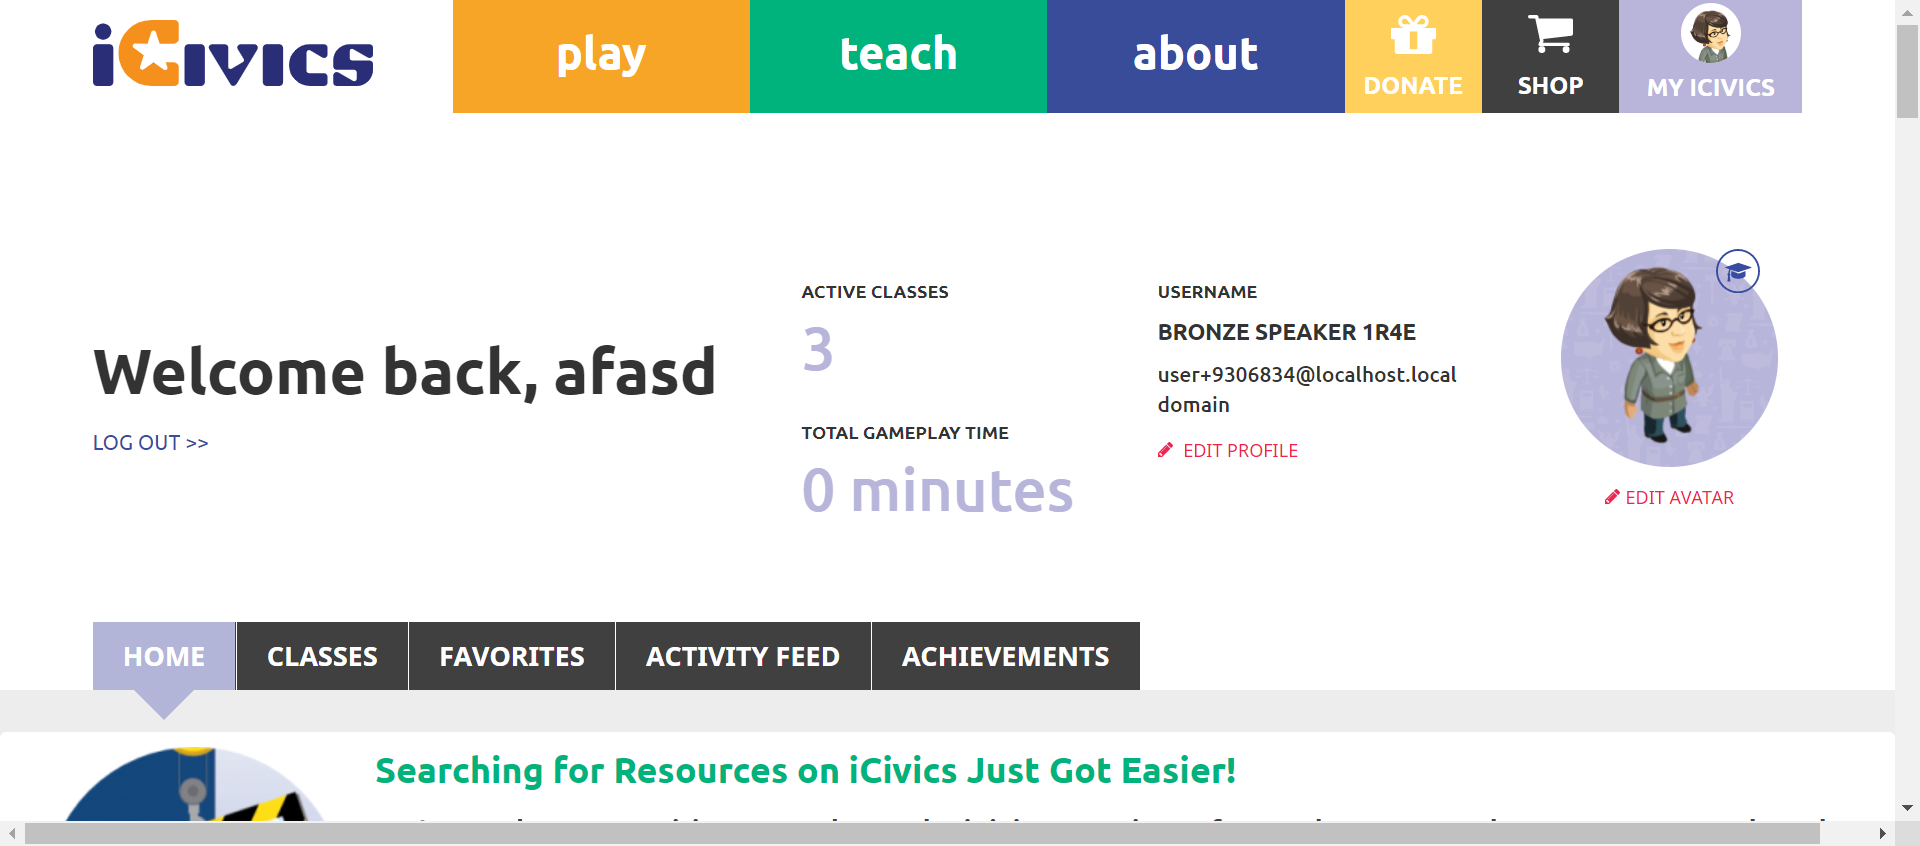 iCivics
play
teach
about
DONATE
SHOP
MY ICIVICS
Welcome back, afasd
LOG OUT >>
ACTIVE CLASSES
3
TOTAL GAMEPLAY TIME
0 minutes
USERNAME
BRONZE SPEAKER 1R4E
user+9306834@localhost.local
domain
EDIT PROFILE
EDIT AVATAR
HOME
CLASSES
FAVORITES
ACTIVITY FEED
ACHIEVEMENTS
Searching for Resources on iCivics Just Got Easier!